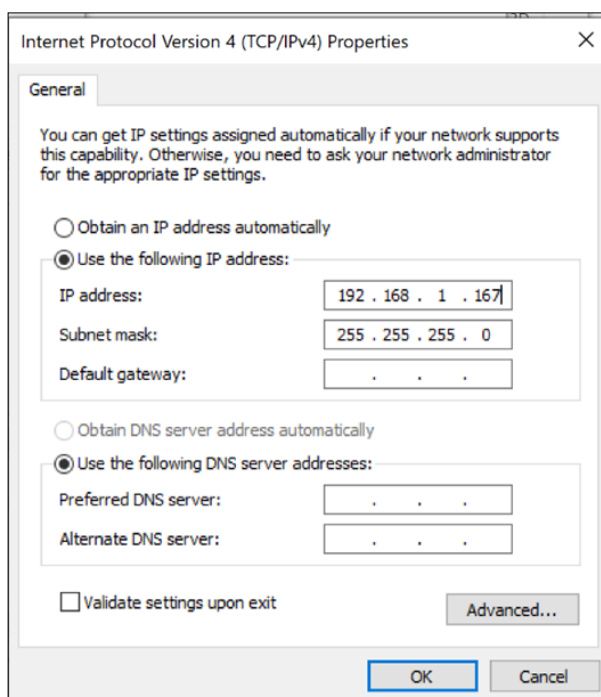 Internet Protocol Version 4 (TCP/IPv4) Properties
General
You can get IP settings assigned automatically if your network supports
this capability. Otherwise, you need to ask your network administrator
for the appropriate IP settings.
Obtain an IP address automatically
Use the following IP address:
IP address: 192 . 168 . 1 . 167
Subnet mask: 255 . 255 . 255 . 0
Default gateway: . . .
Obtain DNS server address automatically
Use the following DNS server addresses:
Preferred DNS server: . . .
Alternate DNS server: . . .
Validate settings upon exit
Advanced...
OK Cancel